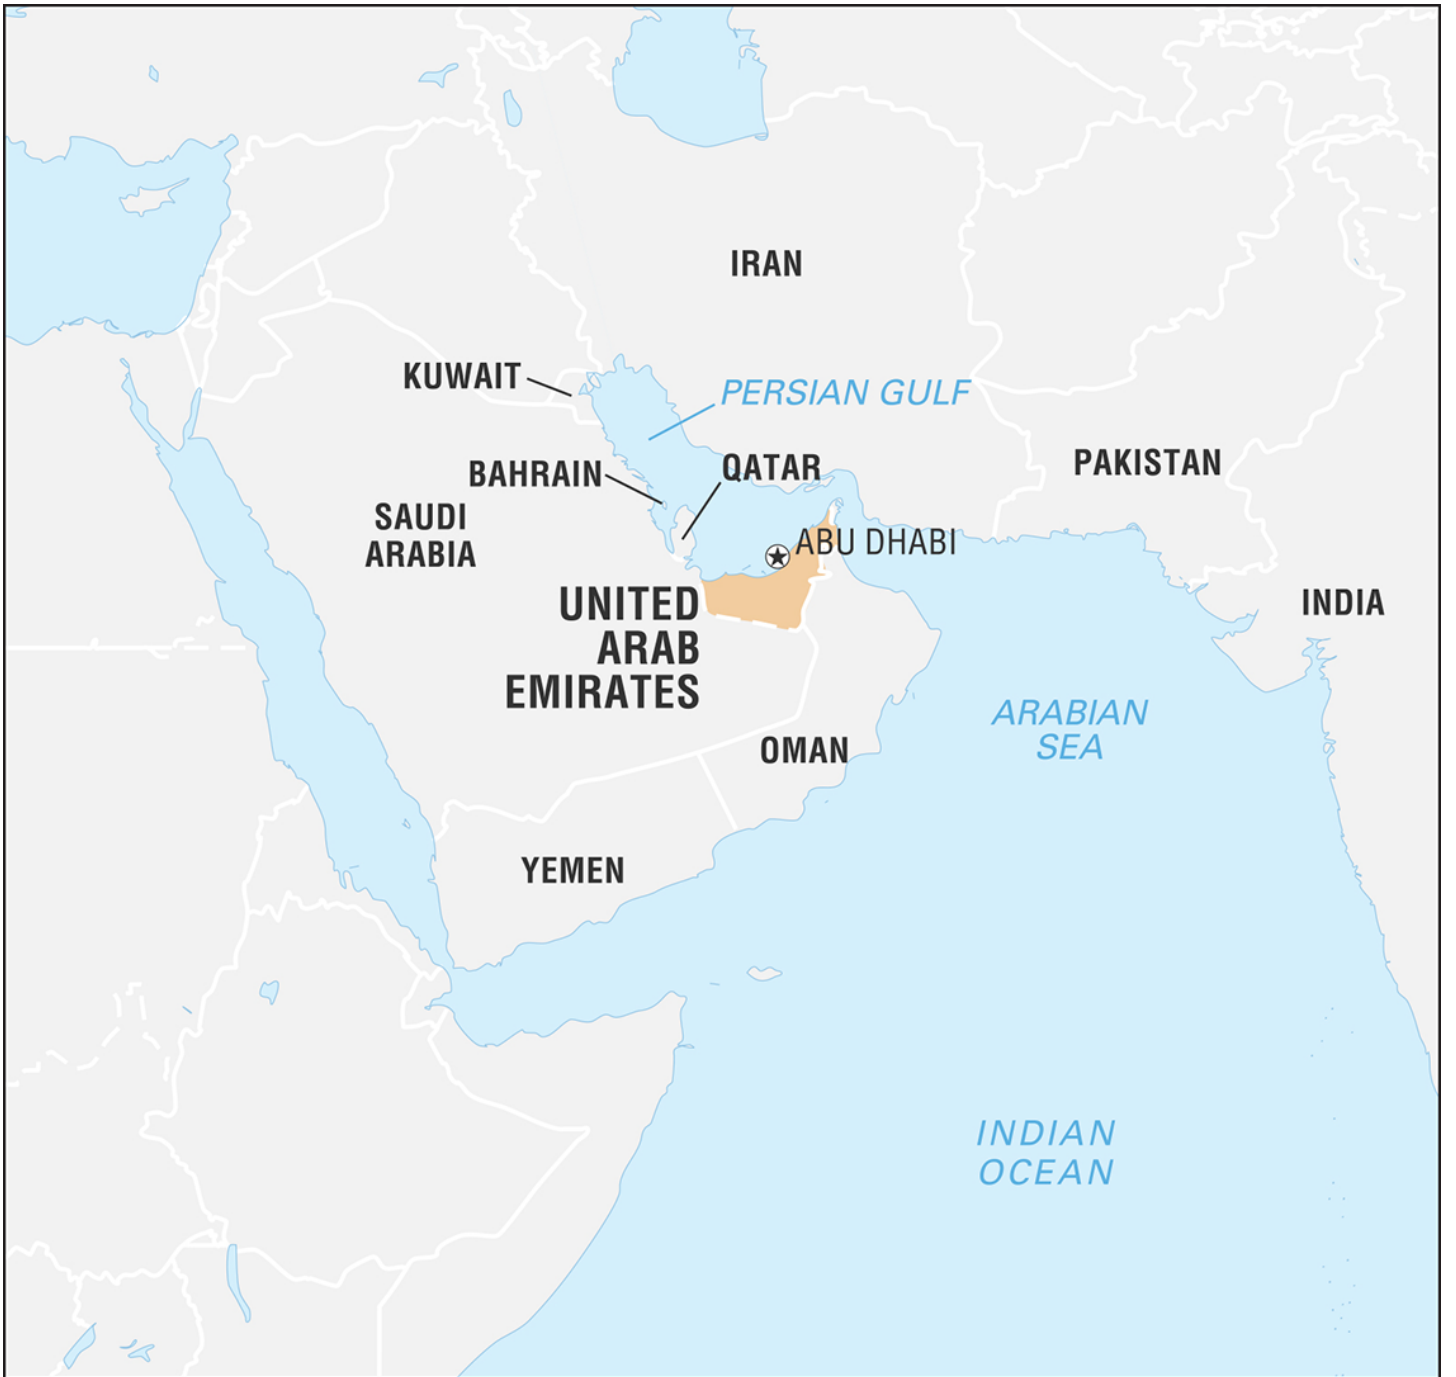 IRAN
KUWAIT
PERSIAN GULF
BAHRAIN
QATAR
PAKISTAN
SAUDI
ARABIA
ABU DHABI
UNITED
ARAB
EMIRATES
INDIA
ARABIAN
SEA
OMAN
YEMEN
INDIAN
OCEAN